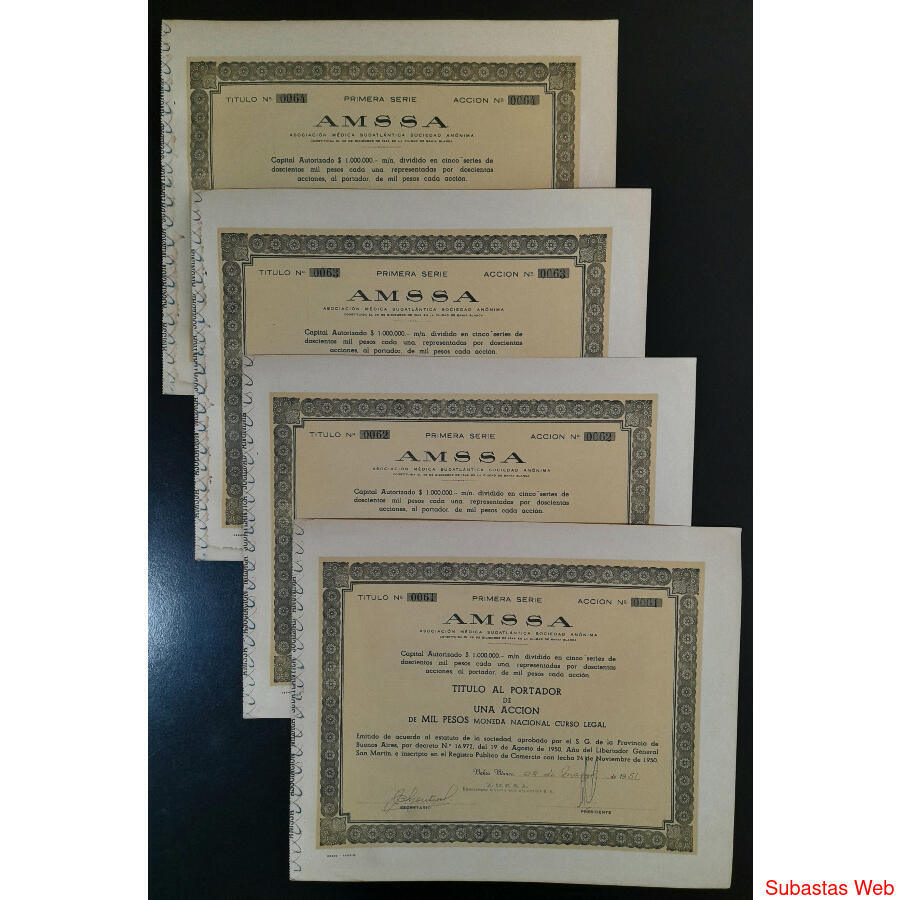 TITULO Nº 0064 PRIMERA SERIE ACCION Nº 0064
AMSSA
ASOCIACIÓN MÉDICA SUDATLÁNTICA SOCIEDAD ANÓNIMA
Capital Autorizado $ 1.000.000.- m/n. dividido en cinco series de
doscientos mil pesos cada una representadas por doscientas
acciones, al portador, de mil pesos cada acción.
TITULO Nº 0063 PRIMERA SERIE ACCION Nº 0063
AMSSA
ASOCIACIÓN MÉDICA SUDATLÁNTICA SOCIEDAD ANÓNIMA
Capital Autorizado $ 1.000.000.- m/n. dividido en cinco series de
doscientos mil pesos cada una, representadas por doscientas
acciones, al portador, de mil pesos cada acción.
TITULO Nº 0062 PRIMERA SERIE ACCION Nº 0062
AMSSA
ASOCIACIÓN MÉDICA SUDATLÁNTICA SOCIEDAD ANÓNIMA
Capital Autorizado $ 1.000.000.- m/n. dividido en cinco series de
doscientos mil pesos cada una, representadas por doscientas
acciones, al portador, de mil pesos cada acción.
TITULO Nº 0061 PRIMERA SERIE ACCION Nº 0061
AMSSA
ASOCIACIÓN MÉDICA SUDATLÁNTICA SOCIEDAD ANÓNIMA
Capital Autorizado $ 1.000.000.- m/n. dividido en cinco series de
doscientos mil pesos cada una, representadas por doscientas
acciones, al portador, de mil pesos cada acción
TITULO AL PORTADOR
DE
UNA ACCION
DE MIL PESOS MONEDA NACIONAL CURSO LEGAL
Emitido de acuerdo al estatuto de la sociedad, aprobado por el S. G. de la Provincia de
Buenos Aires, por decreto N.º 16.972, del 19 de Agosto de 1950, Año del Libertador General
San Martín, e inscripto en el Registro Público de Comercio con fecha 24 de Noviembre de 1950.
Bahía Blanca, de Enero de 1951
A.M.S.S.A.
SECRETARIO PRESIDENTE
Subastas Web